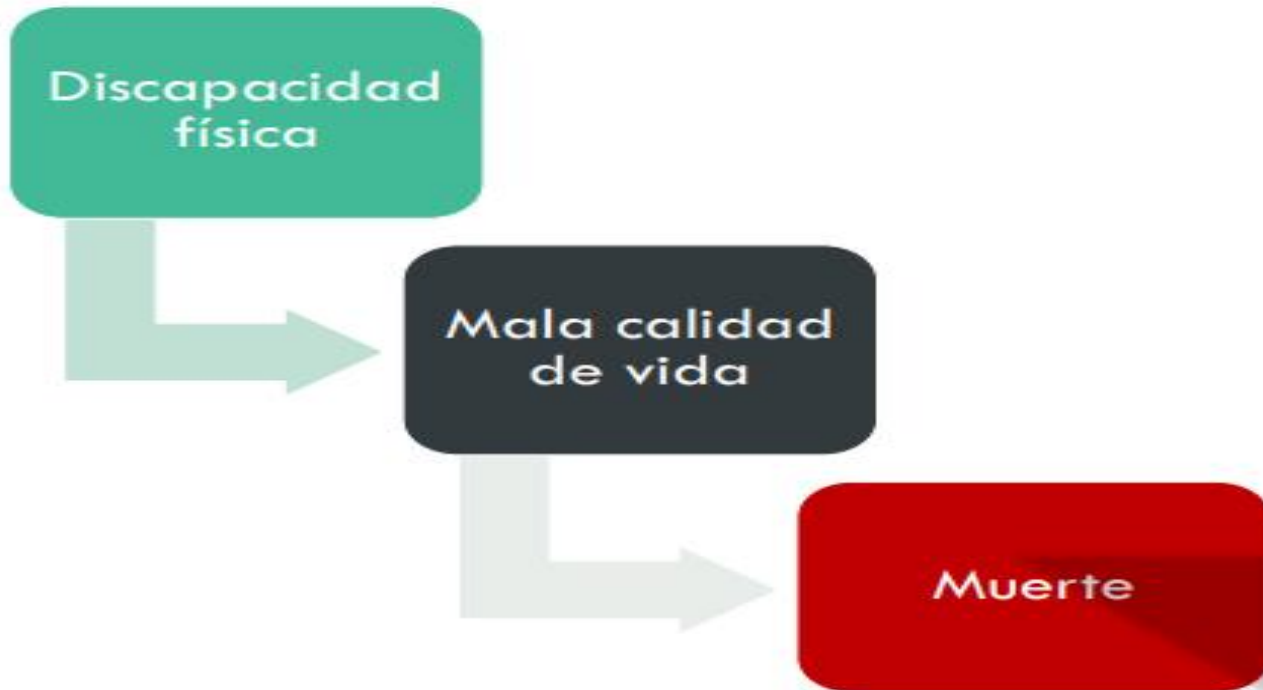 Discapacidad
física
Mala calidad
de vida
Muerte